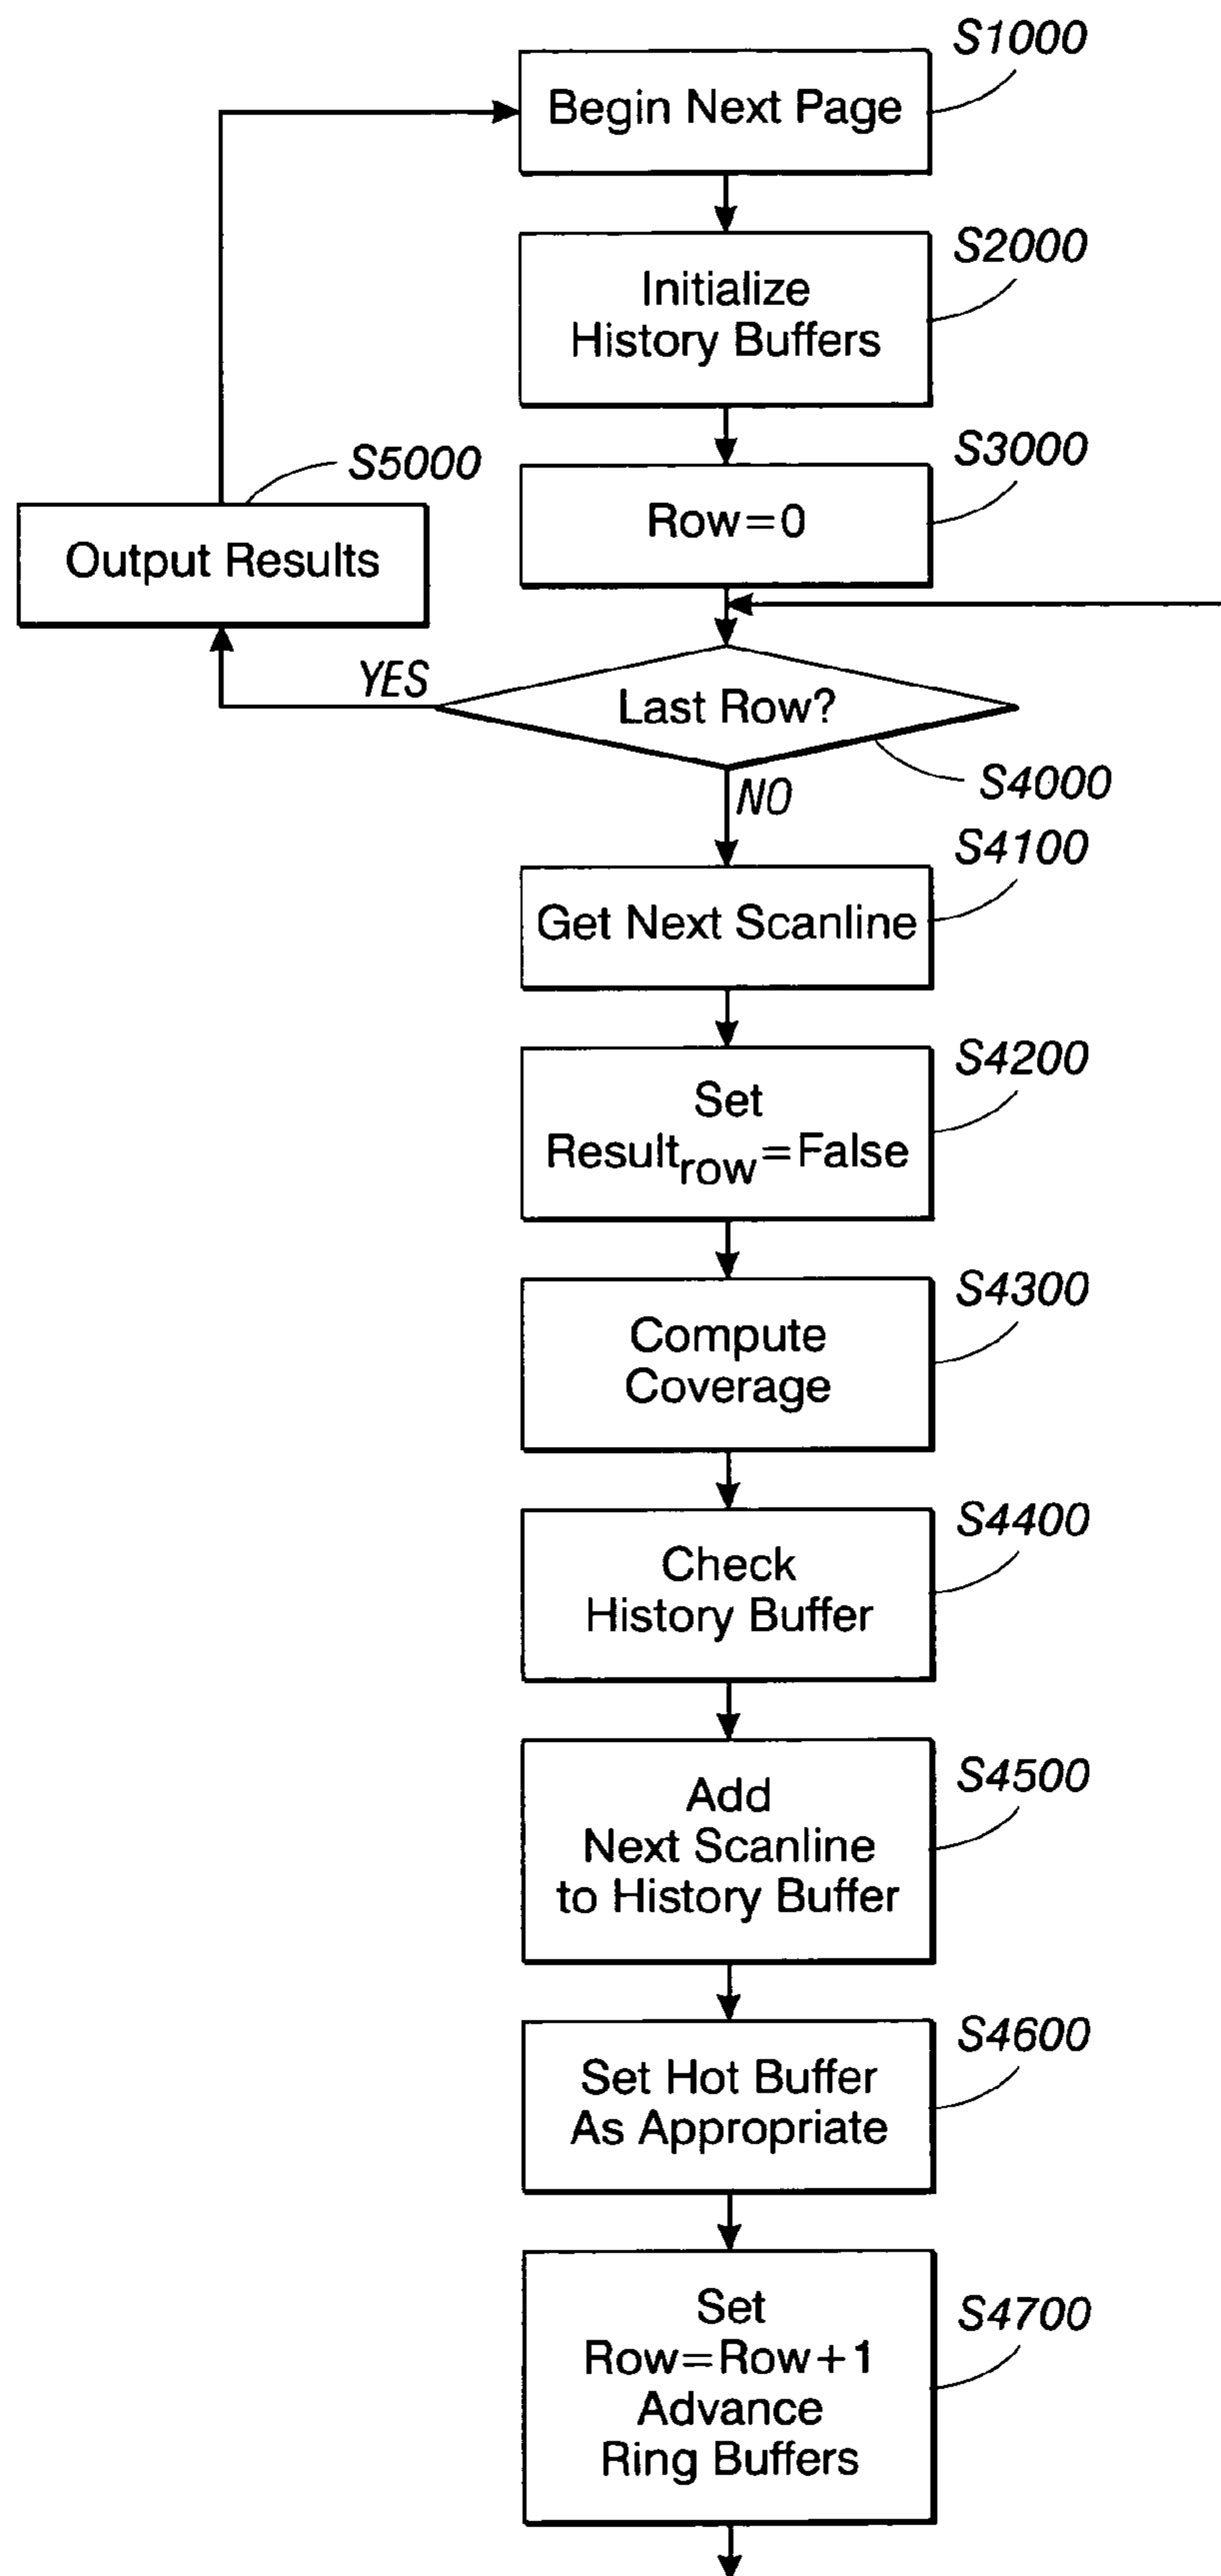 S1000
Begin Next Page
S2000
Initialize
History Buffers
S3000
Row=0
S5000
Output Results
YES
Last Row?
S4000
NO
S4100
Get Next Scanline
S4200
Set
Resultrow=False
S4300
Compute
Coverage
S4400
Check
History Buffer
S4500
Add
Next Scanline
to History Buffer
S4600
Set Hot Buffer
As Appropriate
S4700
Set
Row=Row+1
Advance
Ring Buffers